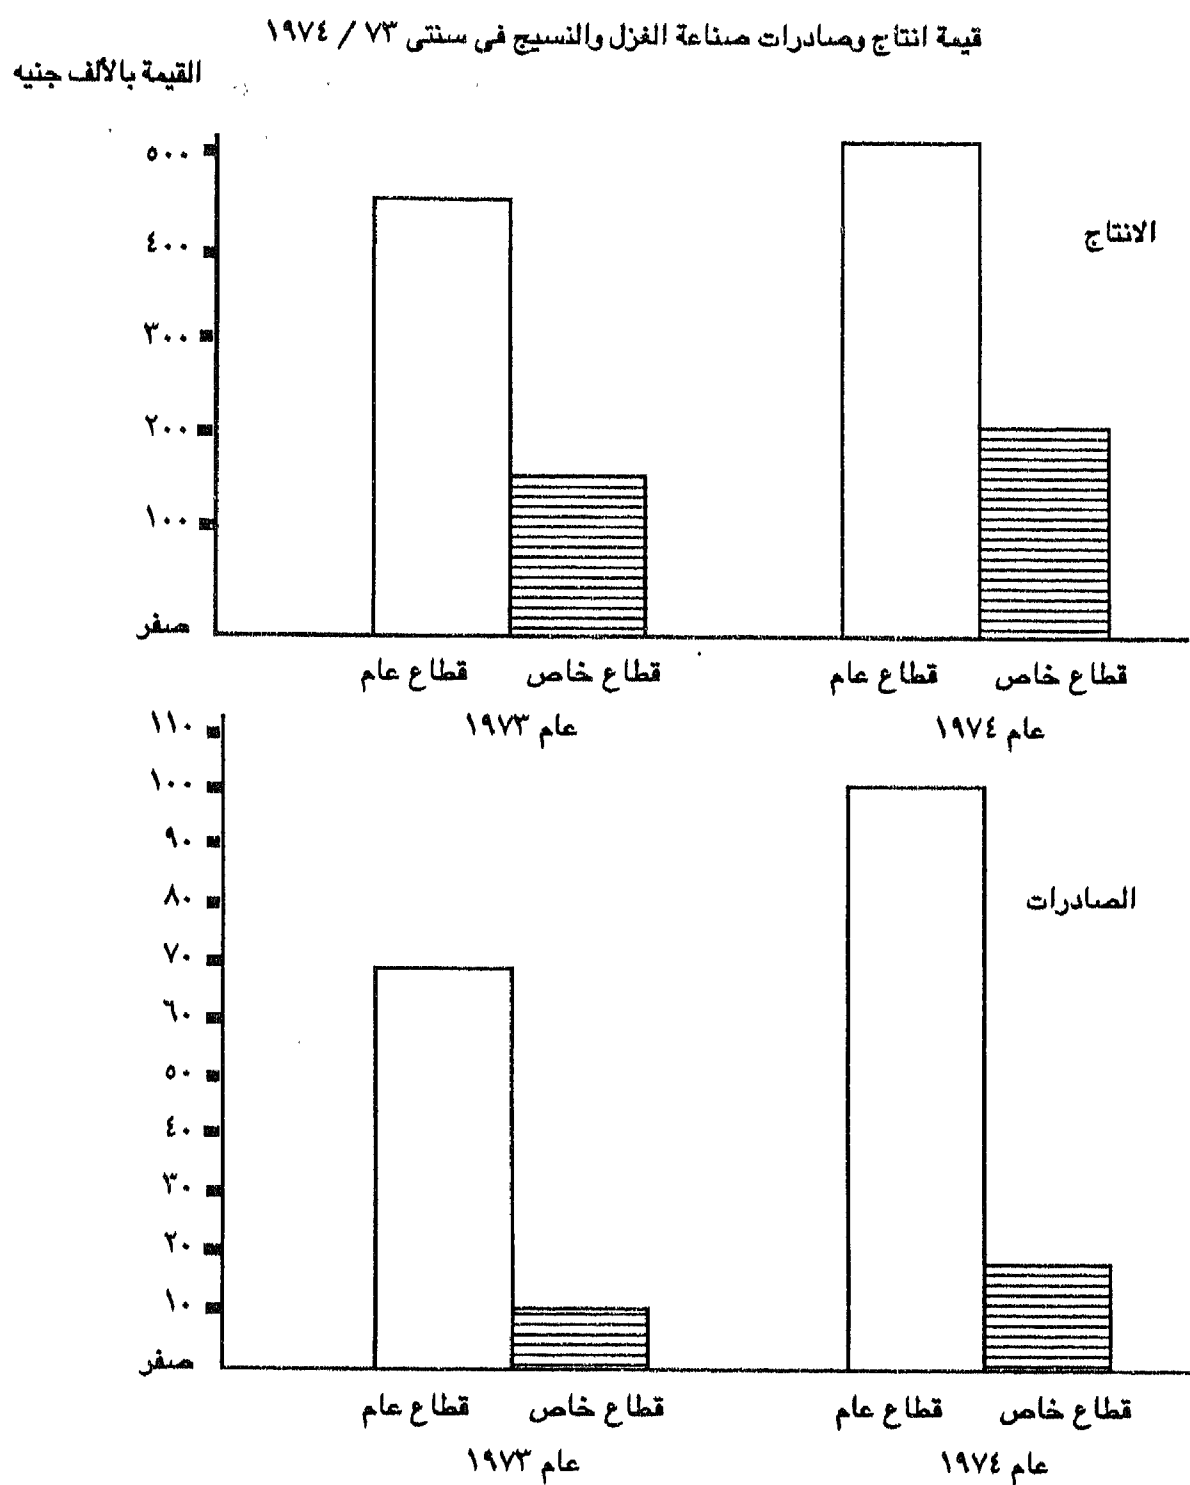 قيمة انتاج وصادرات صناعة الغزل والنسيج فى سنتى ٧٣ / ١٩٧٤
القيمة بالألف جنيه
٥٠٠
٤٠٠
٣٠٠
٢٠٠
١٠٠
صفر
الانتاج
قطاع عام قطاع خاص قطاع عام قطاع خاص
عام ١٩٧٣ عام ١٩٧٤
١١٠
١٠٠
٩٠
٨٠
٧٠
٦٠
٥٠
٤٠
٣٠
٢٠
١٠
صفر
الصادرات
قطاع عام قطاع خاص قطاع عام قطاع خاص
عام ١٩٧٣ عام ١٩٧٤